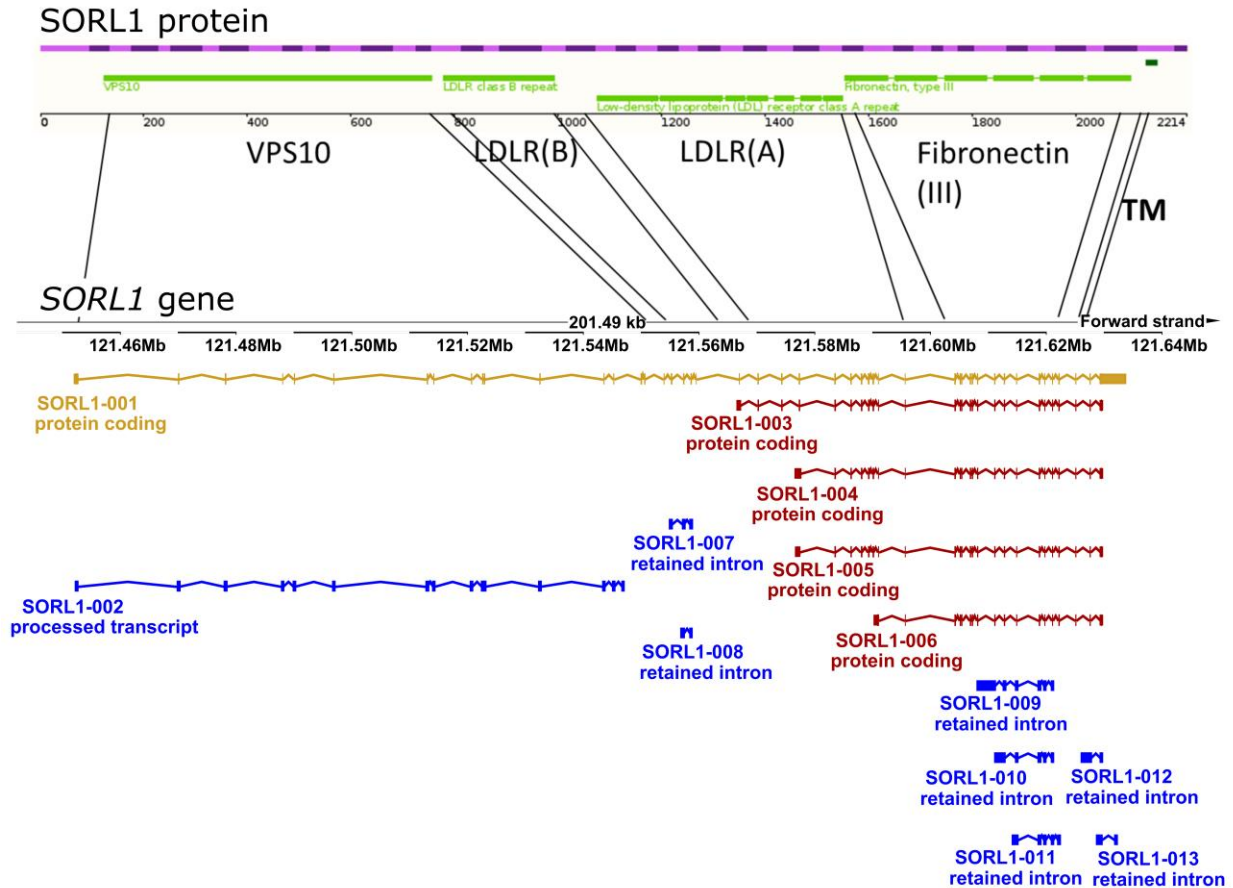 SORL1 protein
VPS10
LDLR class B repeat
Fibronectin, type III
Low-density lipoprotein (LDL) receptor class A repeat
0 200 400 600 800 1000 1200 1400 1600 1800 2000 2214
VPS10
LDLR(B)
LDLR(A)
Fibronectin
(III)
TM
SORL1 gene
201.49 kb
Forward strand
121.46Mb 121.48Mb 121.50Mb 121.52Mb 121.54Mb 121.56Mb 121.58Mb 121.60Mb 121.62Mb 121.64Mb
SORL1-001
protein coding
SORL1-003
protein coding
SORL1-004
protein coding
SORL1-007
retained intron
SORL1-005
protein coding
SORL1-002
processed transcript
SORL1-008
retained intron
SORL1-006
protein coding
SORL1-009
retained intron
SORL1-010
retained intron
SORL1-012
retained intron
SORL1-011
retained intron
SORL1-013
retained intron